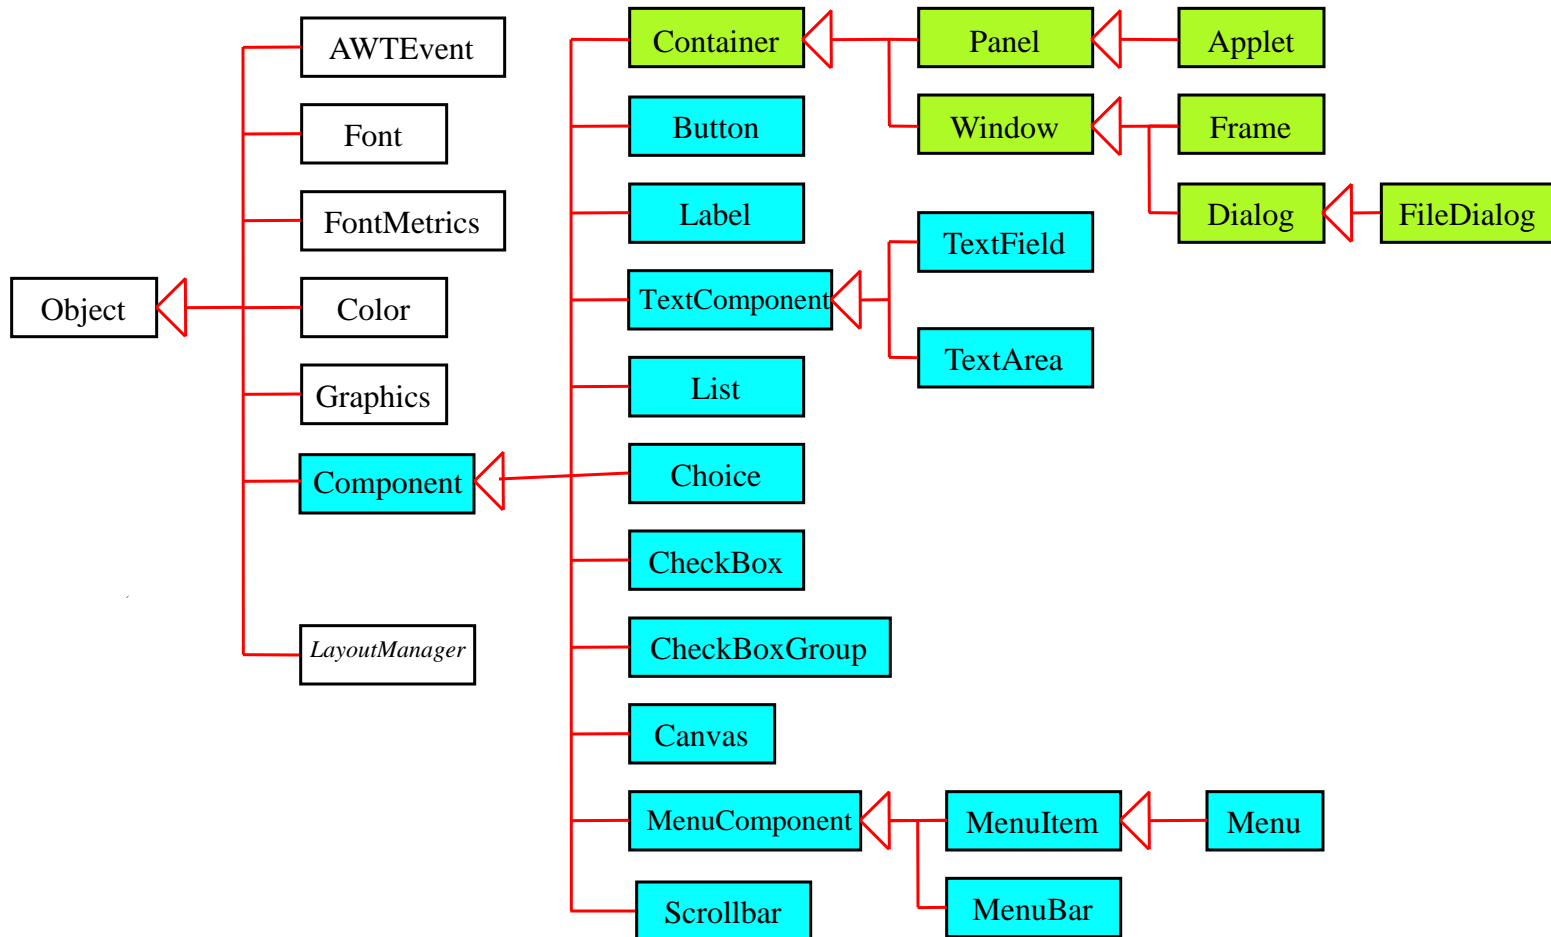 AWTEvent
Font
FontMetrics
Object
Color
Graphics
Component
LayoutManager
Container
Button
Label
TextComponent
List
Choice
CheckBox
CheckBoxGroup
Canvas
MenuComponent
Scrollbar
Panel
Window
TextField
TextArea
MenuItem
MenuBar
Applet
Frame
Dialog
FileDialog
Menu